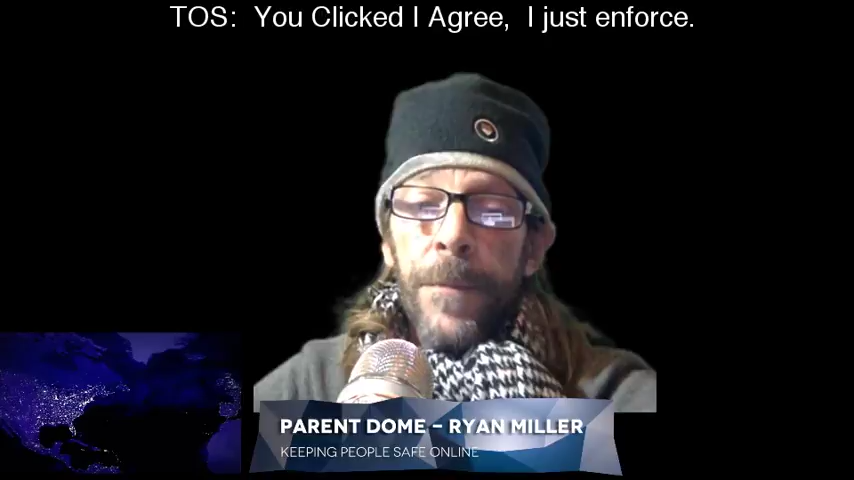 TOS:  You Clicked I Agree,  I just enforce.
PARENT DOME - RYAN MILLER
KEEPING PEOPLE SAFE ONLINE